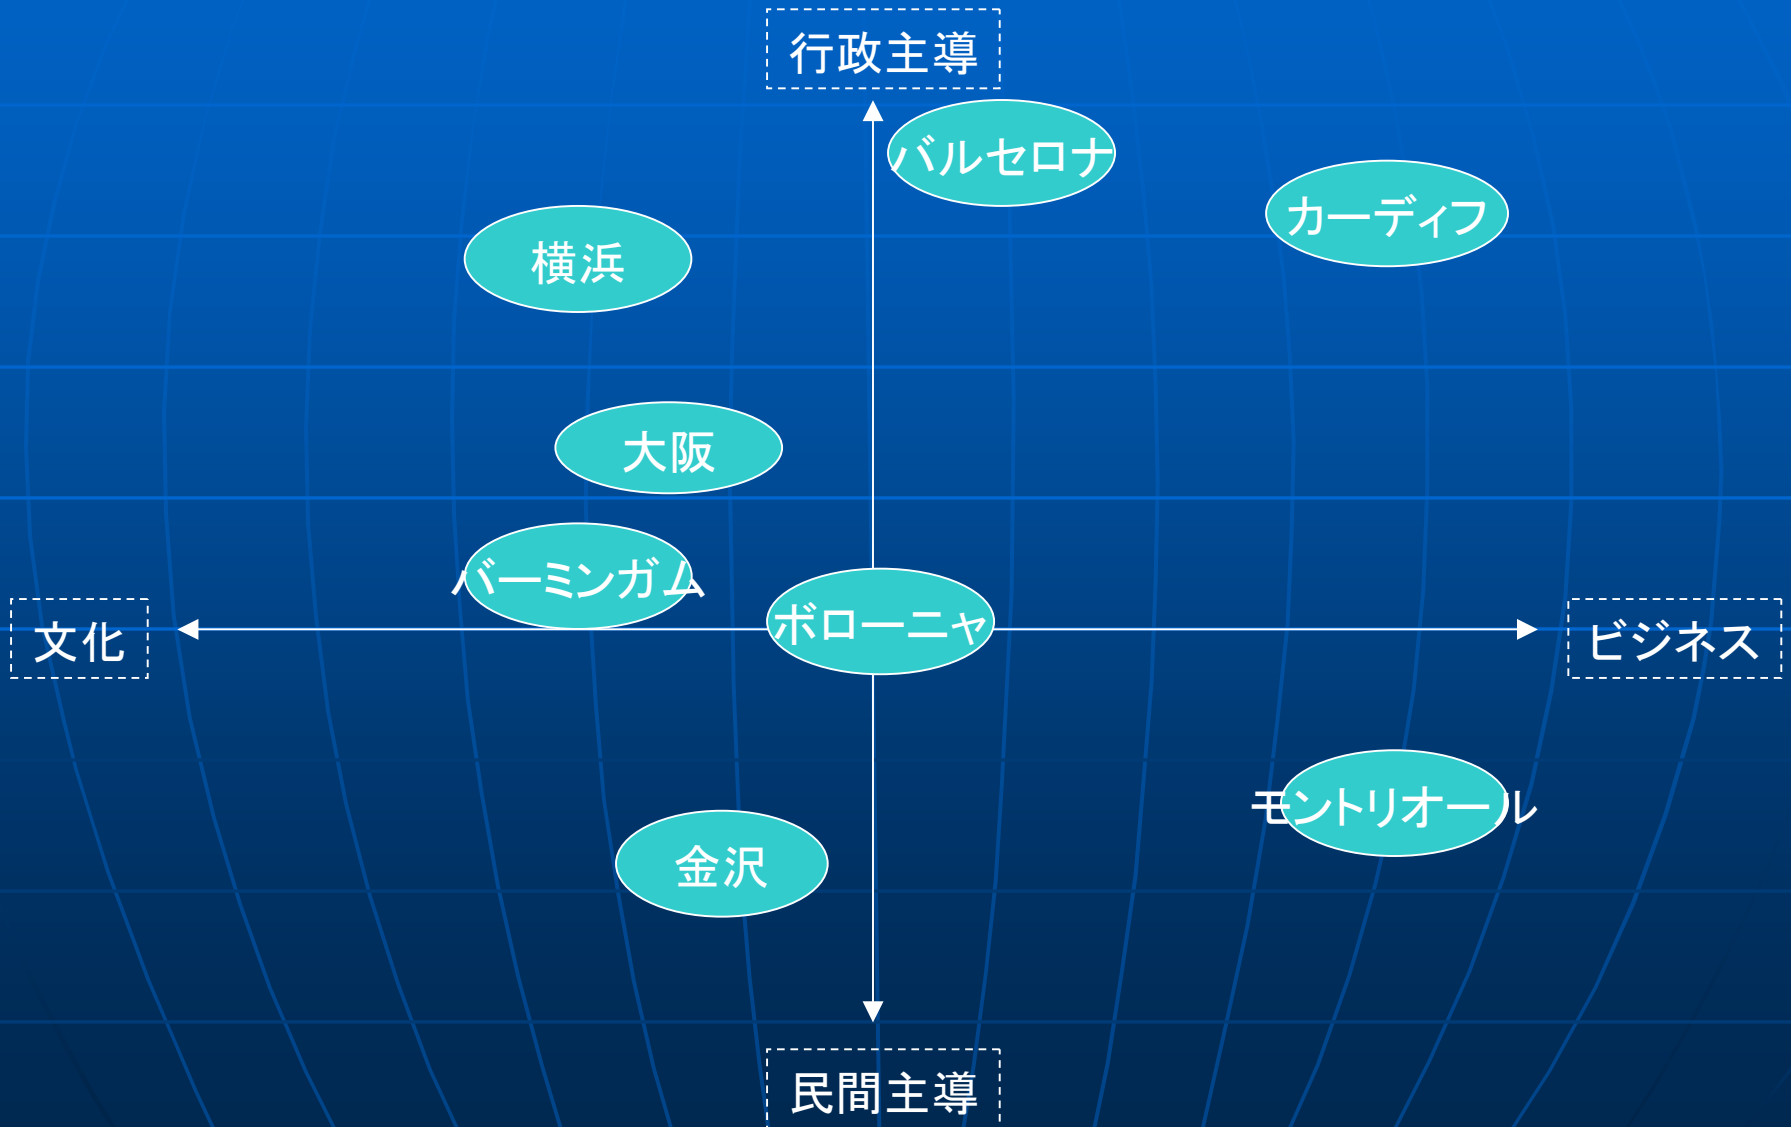 行政主導
バルセロナ
カーディフ
横浜
大阪
バーミンガム
ボローニャ
文化
ビジネス
モントリオール
金沢
民間主導